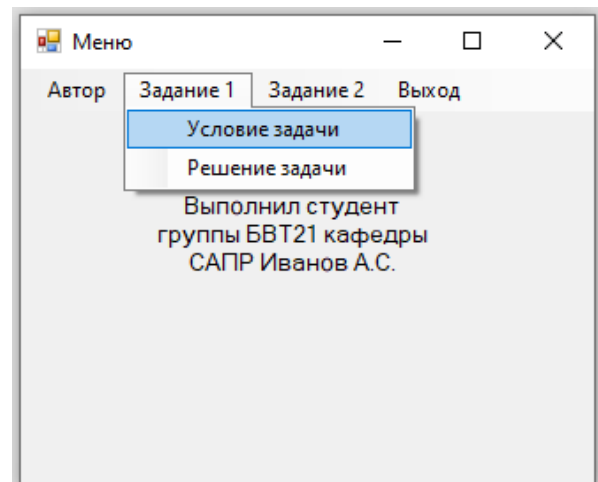 Меню
Автор Задание 1 Задание 2 Выход
Условие задачи
Решение задачи
Выполнил студент
группы БВТ21 кафедры
САПР Иванов А.С.